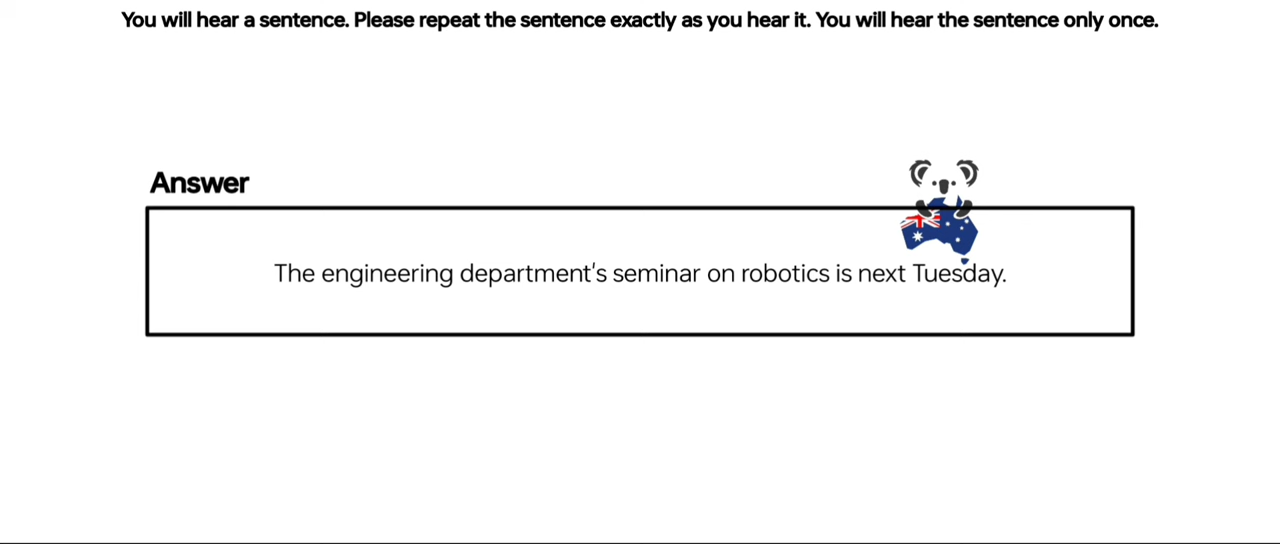 You will hear a sentence. Please repeat the sentence exactly as you hear it. You will hear the sentence only once.
Answer
The engineering department's seminar on robotics is next Tuesday.